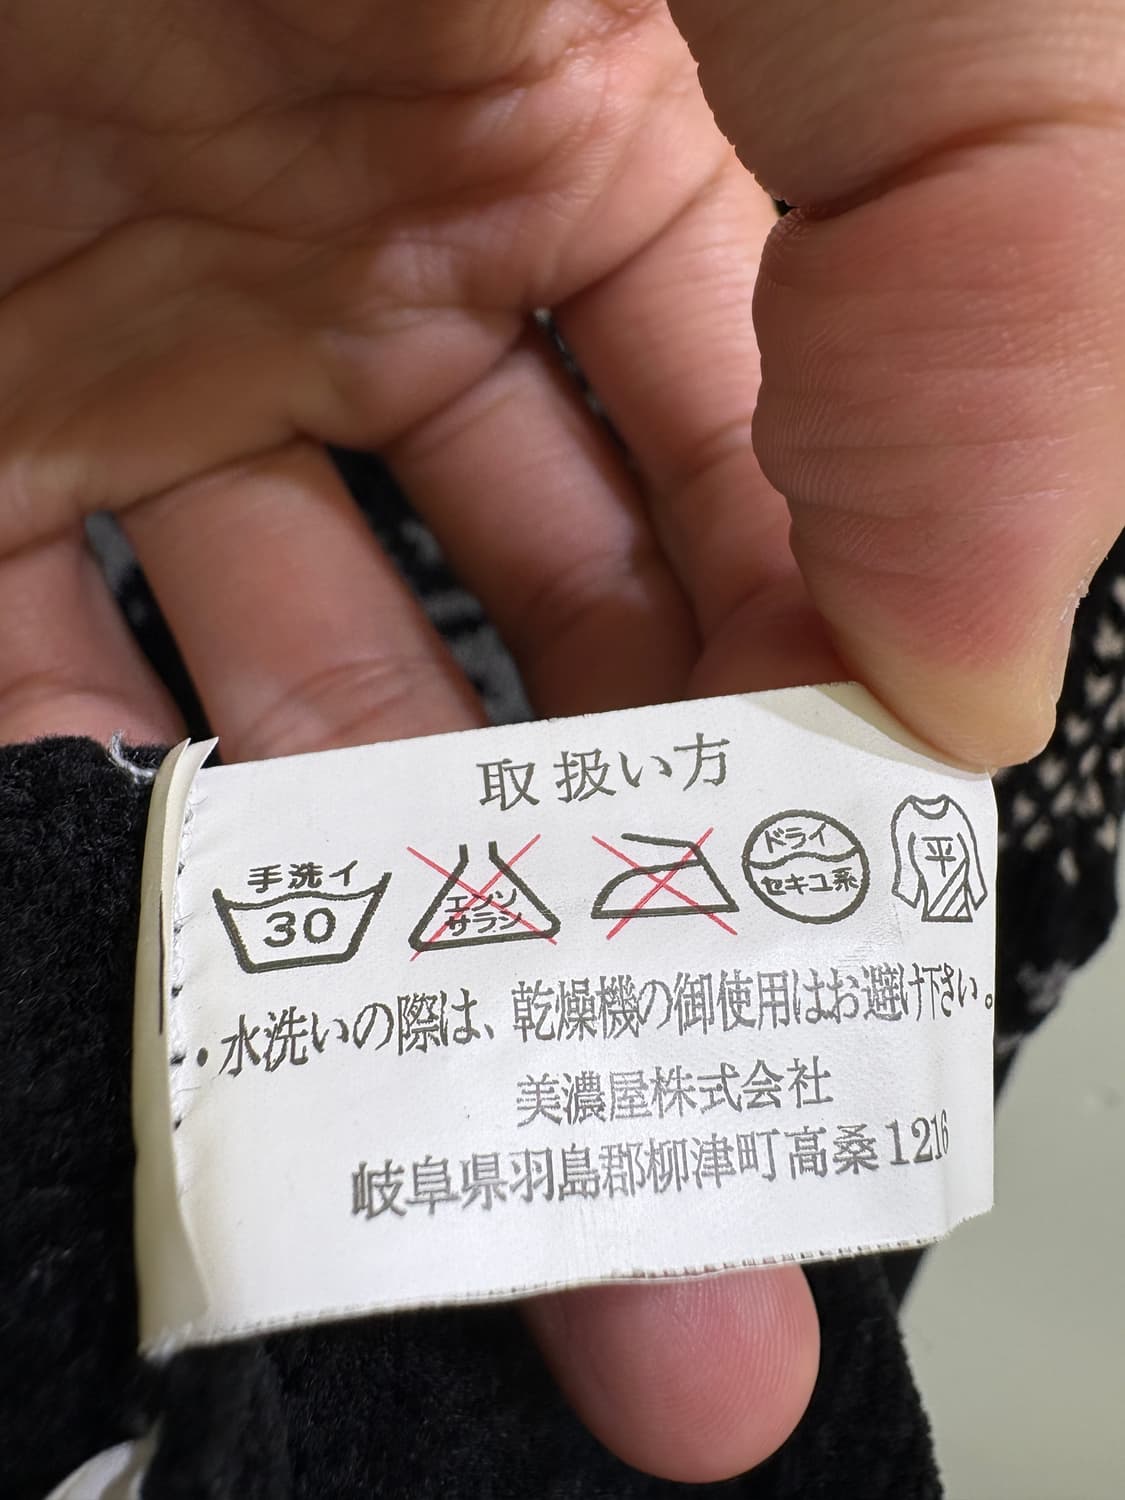 取扱い方
手洗イ
30
エンソ
サラシ
ドライ
セキユ系
平
・水洗いの際は、乾燥機の御使用はお避け下さい。
美濃屋株式会社
岐阜県羽島郡柳津町高桑1216